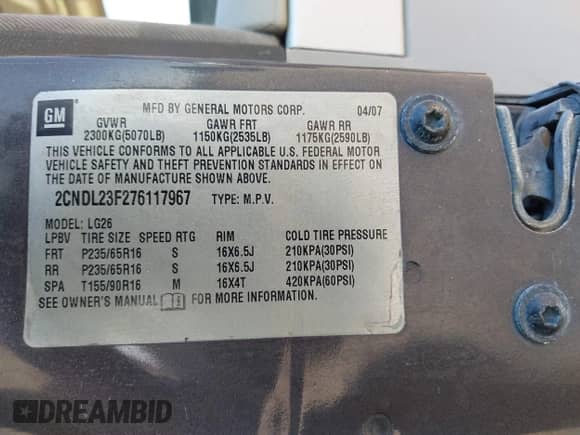 GM
MFD BY GENERAL MOTORS CORP. 04/07
GVWR GAWR FRT GAWR RR
2300KG(5070LB) 1150KG(2535LB) 1175KG(2590LB)
THIS VEHICLE CONFORMS TO ALL APPLICABLE U.S. FEDERAL MOTOR
VEHICLE SAFETY AND THEFT PREVENTION STANDARDS IN EFFECT ON
THE DATE OF MANUFACTURE SHOWN ABOVE.
2CNDL23F276117967 TYPE: M.P.V.
MODEL: LG26
LPBV TIRE SIZE SPEED RTG RIM COLD TIRE PRESSURE
FRT P235/65R16 S 16X6.5J 210KPA(30PSI)
RR P235/65R16 S 16X6.5J 210KPA(30PSI)
SPA T155/90R16 M 16X4T 420KPA(60PSI)
SEE OWNER'S MANUAL FOR MORE INFORMATION.
DREAMBID